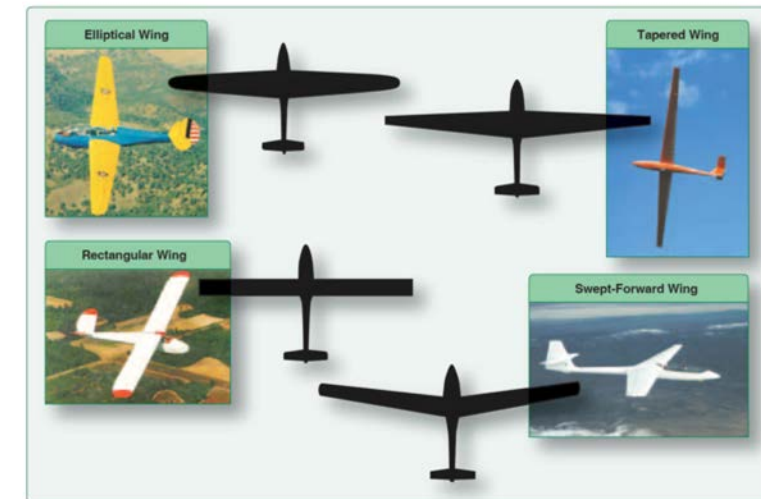 Elliptical Wing
Tapered Wing
Rectangular Wing
Swept-Forward Wing